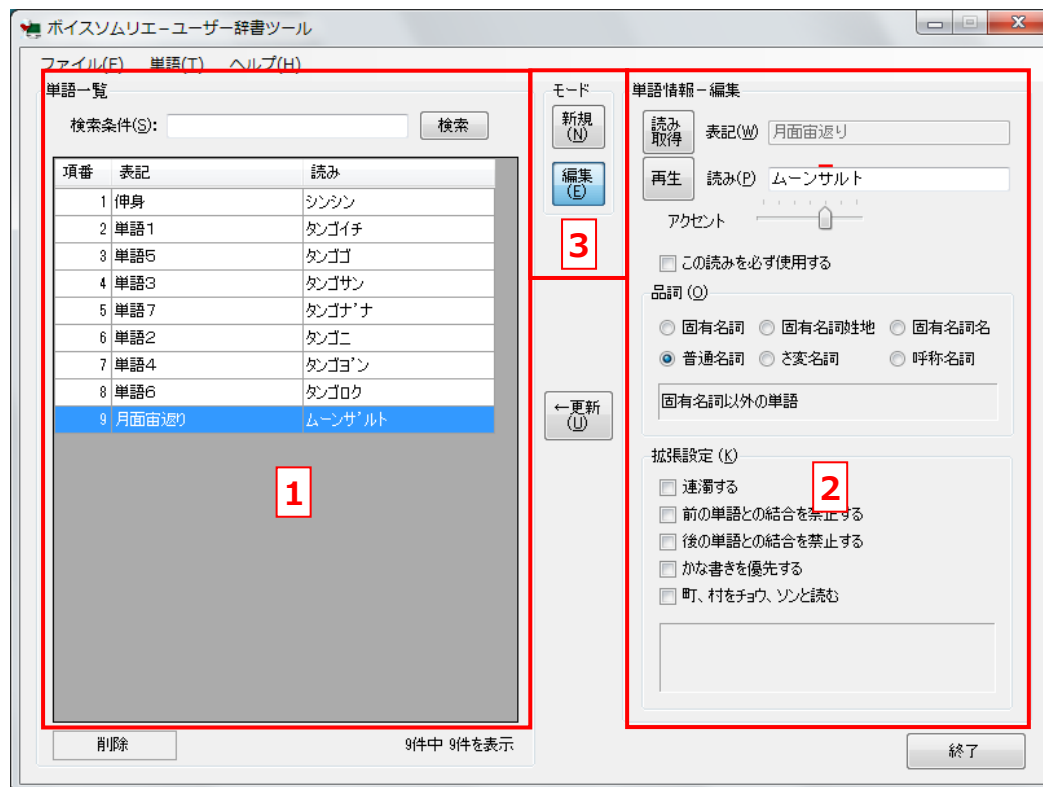 ボイスソムリエ－ユーザー辞書ツール
ファイル(F) 単語(T) ヘルプ(H)
単語一覧
検索条件(S): 検索
項番 表記 読み
1 伸身 シンシン
2 単語1 タンゴイチ
3 単語5 タンゴゴ
4 単語3 タンゴサン
5 単語7 タンゴナ'ナ
6 単語2 タンゴニ
7 単語4 タンゴヨ'ン
8 単語6 タンゴロク
9 月面宙返り ムーンサ'ルト
1
削除 9件中 9件を表示
モード
新規
(N)
編集
(E)
3
←更新
(U)
単語情報－編集
読み
取得 表記(W) 月面宙返り
再生 読み(P) ムーンサルト
アクセント
この読みを必ず使用する
品詞(O)
固有名詞 固有名詞姓地 固有名詞名
普通名詞 さ変名詞 呼称名詞
固有名詞以外の単語
拡張設定(K)
連濁する
2
前の単語との結合を禁止する
後の単語との結合を禁止する
かな書きを優先する
町、村をチョウ、ソンと読む
終了